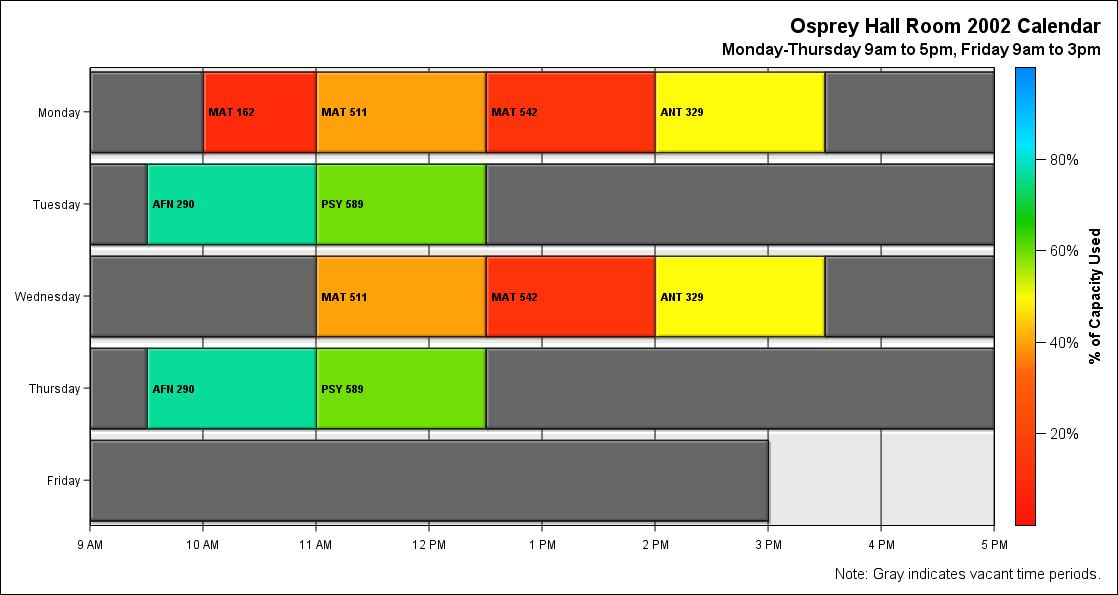 Osprey Hall Room 2002 Calendar
Monday-Thursday 9am to 5pm, Friday 9am to 3pm
Monday
MAT 162
MAT 511
MAT 542
ANT 329
Tuesday
AFN 290
PSY 589
Wednesday
MAT 511
MAT 542
ANT 329
Thursday
AFN 290
PSY 589
Friday
9 AM
10 AM
11 AM
12 PM
1 PM
2 PM
3 PM
4 PM
5 PM
80%
60%
40%
20%
% of Capacity Used
Note: Gray indicates vacant time periods.